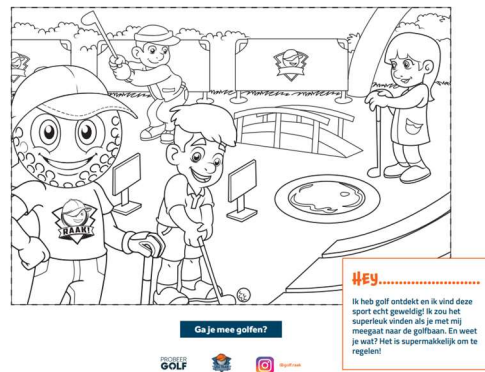 RAAK!
HEY..........................
Ik heb golf ontdekt en ik vind deze
sport echt geweldig! Ik zou het
superleuk vinden als je met mij
meegaat naar de golfbaan. En weet
je wat? Het is supermakkelijk om te
regelen!
Ga je mee golfen?
PROBEER
GOLF